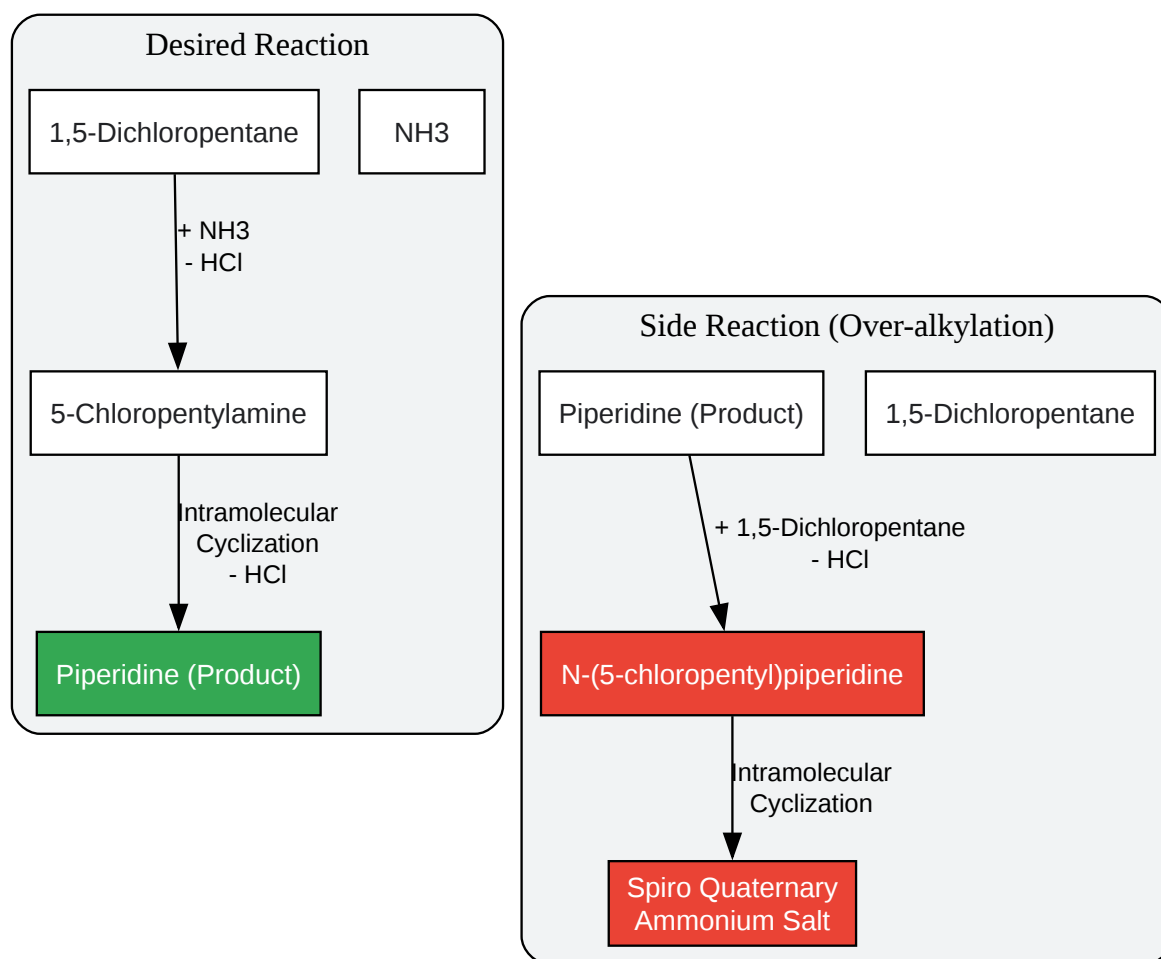 Desired Reaction
1,5-Dichloropentane
NH3
+ NH3
- HCl
5-Chloropentylamine
Intramolecular
Cyclization
- HCl
Piperidine (Product)
Side Reaction (Over-alkylation)
Piperidine (Product)
1,5-Dichloropentane
+ 1,5-Dichloropentane
- HCl
N-(5-chloropentyl)piperidine
Intramolecular
Cyclization
Spiro Quaternary
Ammonium Salt